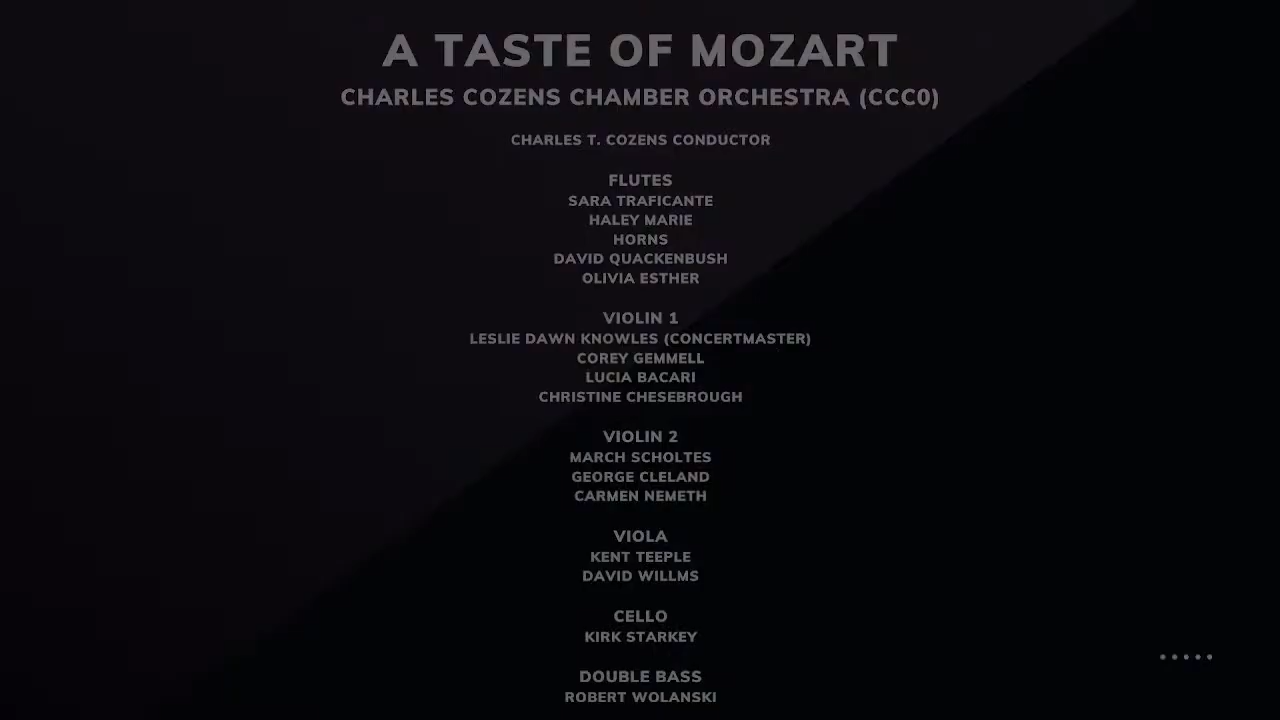 A TASTE OF MOZART
CHARLES COZENS CHAMBER ORCHESTRA (CCC0)
CHARLES T. COZENS CONDUCTOR
FLUTES
SARA TRAFICANTE
HALEY MARIE
HORNS
DAVID QUACKENBUSH
OLIVIA ESTHER
VIOLIN 1
LESLIE DAWN KNOWLES (CONCERTMASTER)
COREY GEMMELL
LUCIA BACARI
CHRISTINE CHESEBROUGH
VIOLIN 2
MARCH SCHOLTES
GEORGE CLELAND
CARMEN NEMETH
VIOLA
KENT TEEPLE
DAVID WILLMS
CELLO
KIRK STARKEY
DOUBLE BASS
ROBERT WOLANSKI